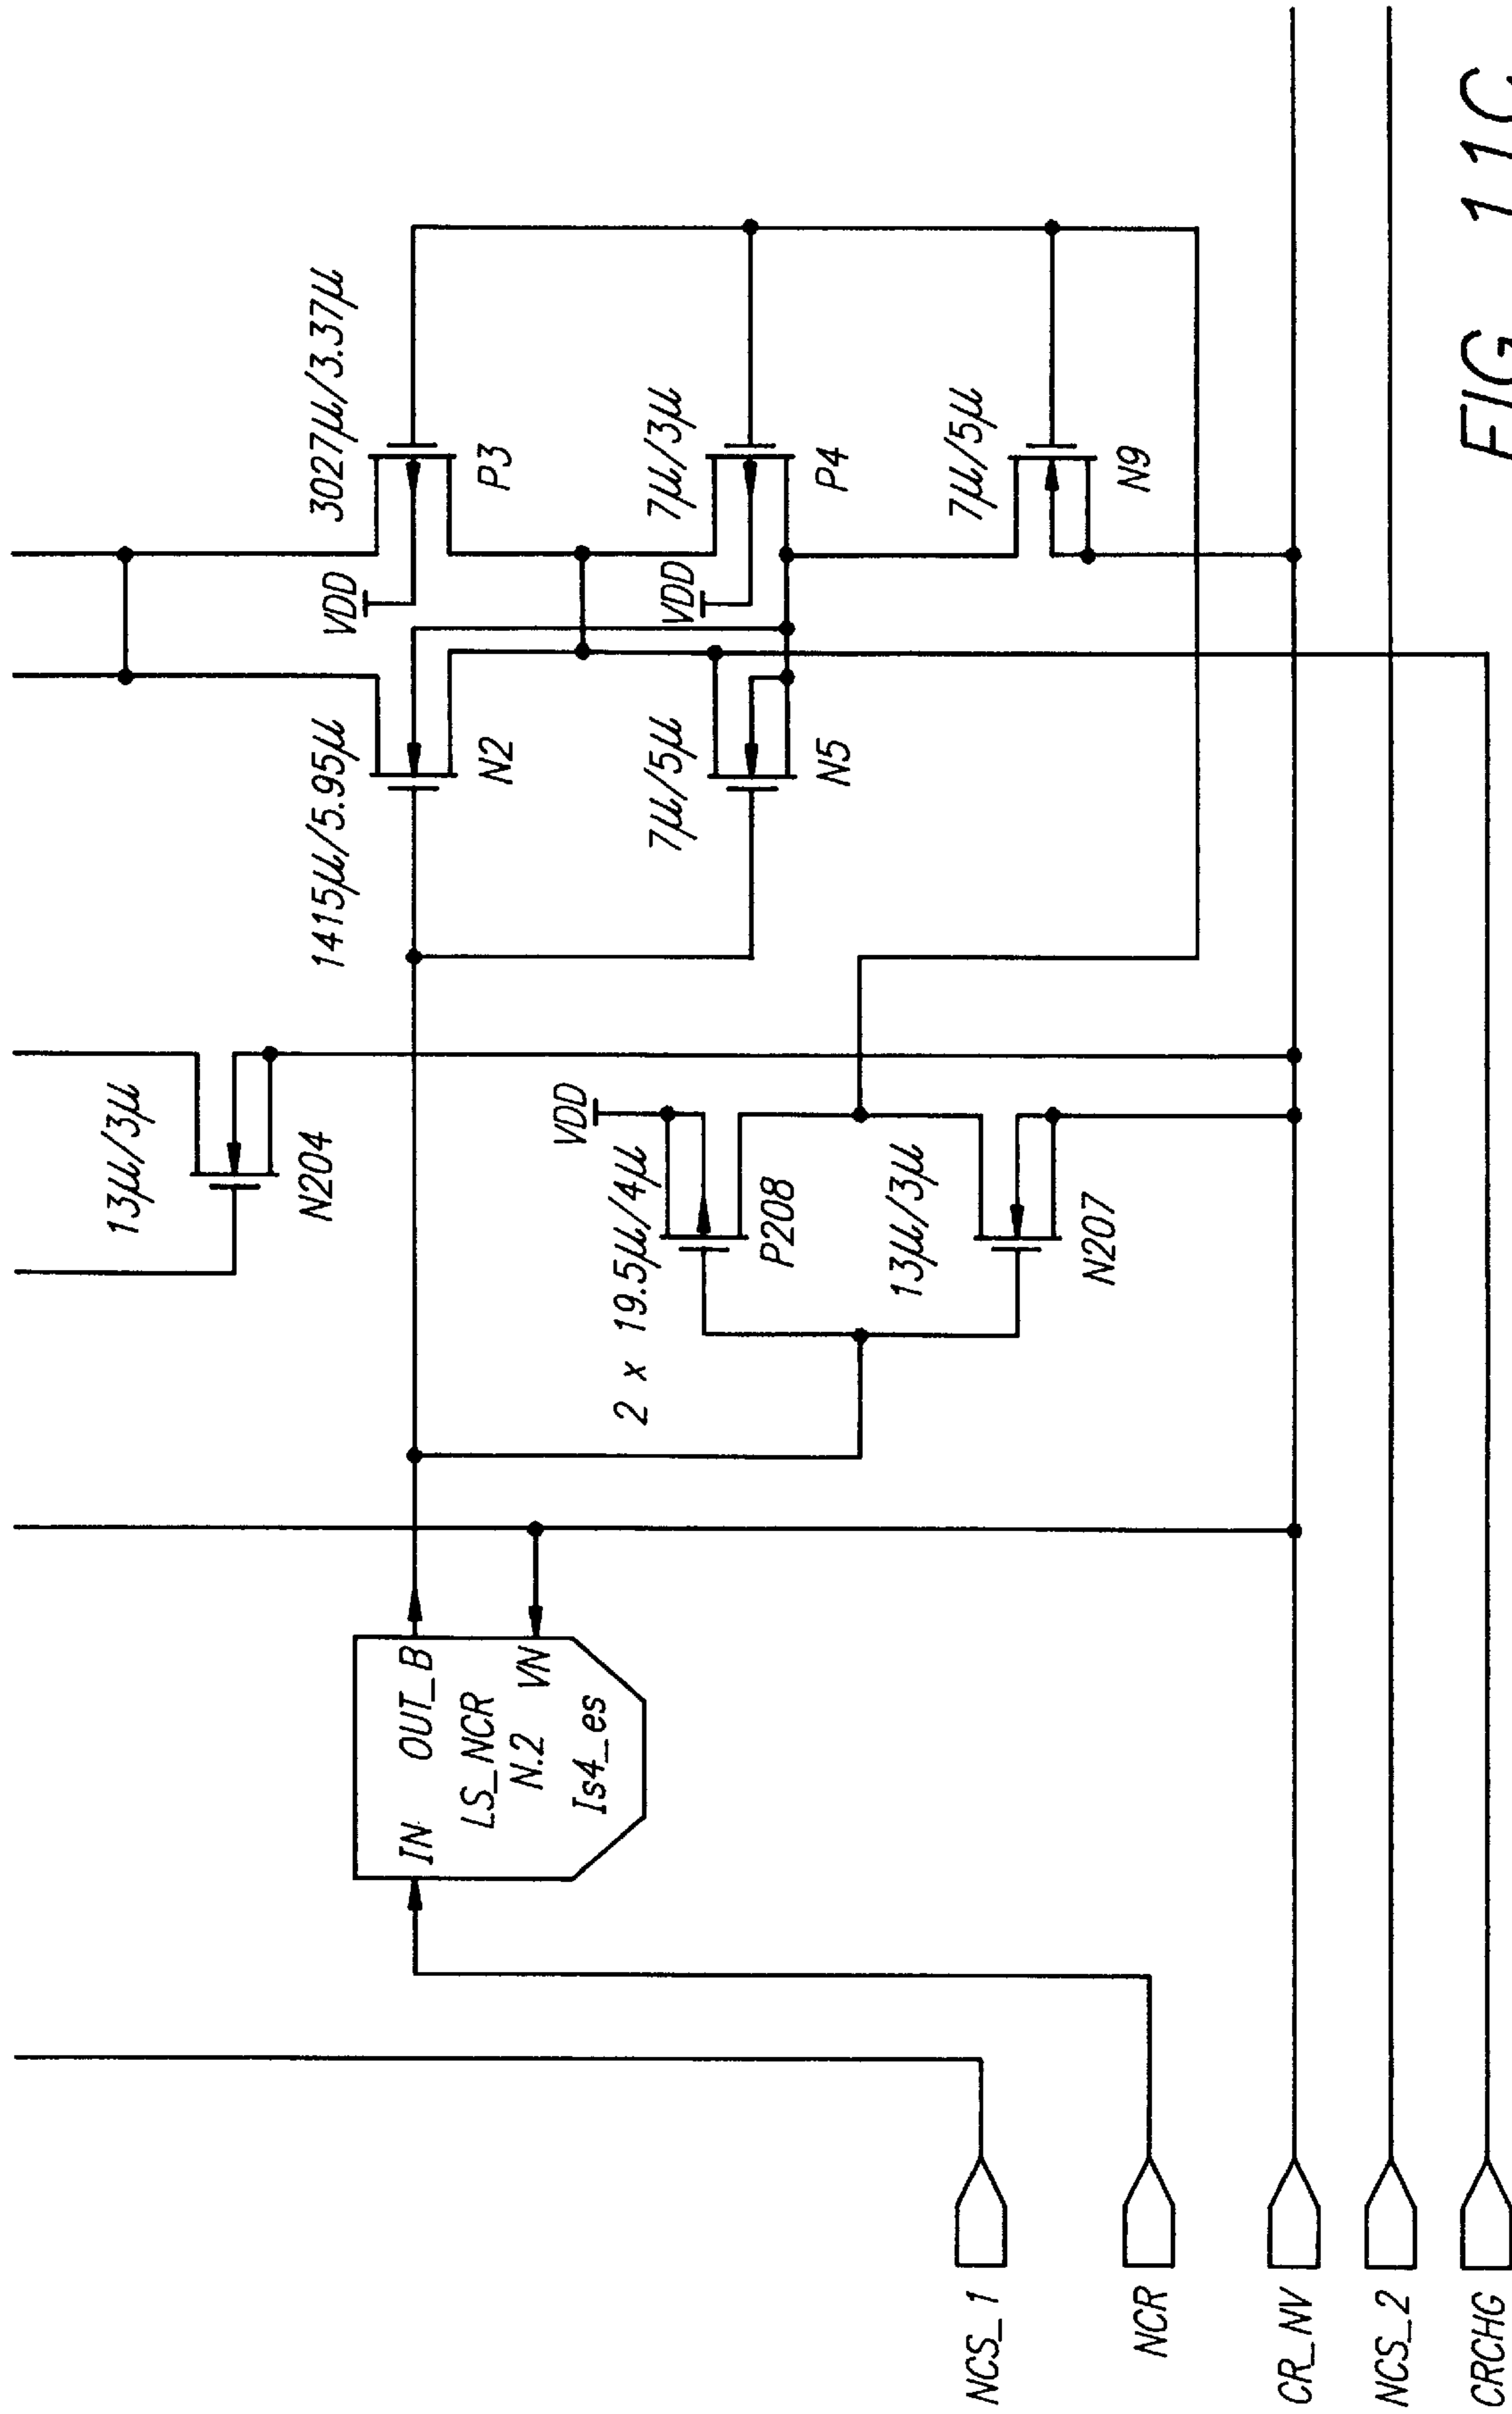 13μ/3μ
N204
1415μ/5.95μ
N2
VDD
3027μ/3.37μ
P3
IN OUT_B
LS_NCR
N.2 VN
Is4_es
2 x 19.5μ/4μ
VDD
P208
7μ/5μ
N5
VDD
7μ/3μ
P4
13μ/3μ
N207
7μ/5μ
N9
NCS_1
NCR
CR_NV
NCS_2
CRCHG
FIG. 11C